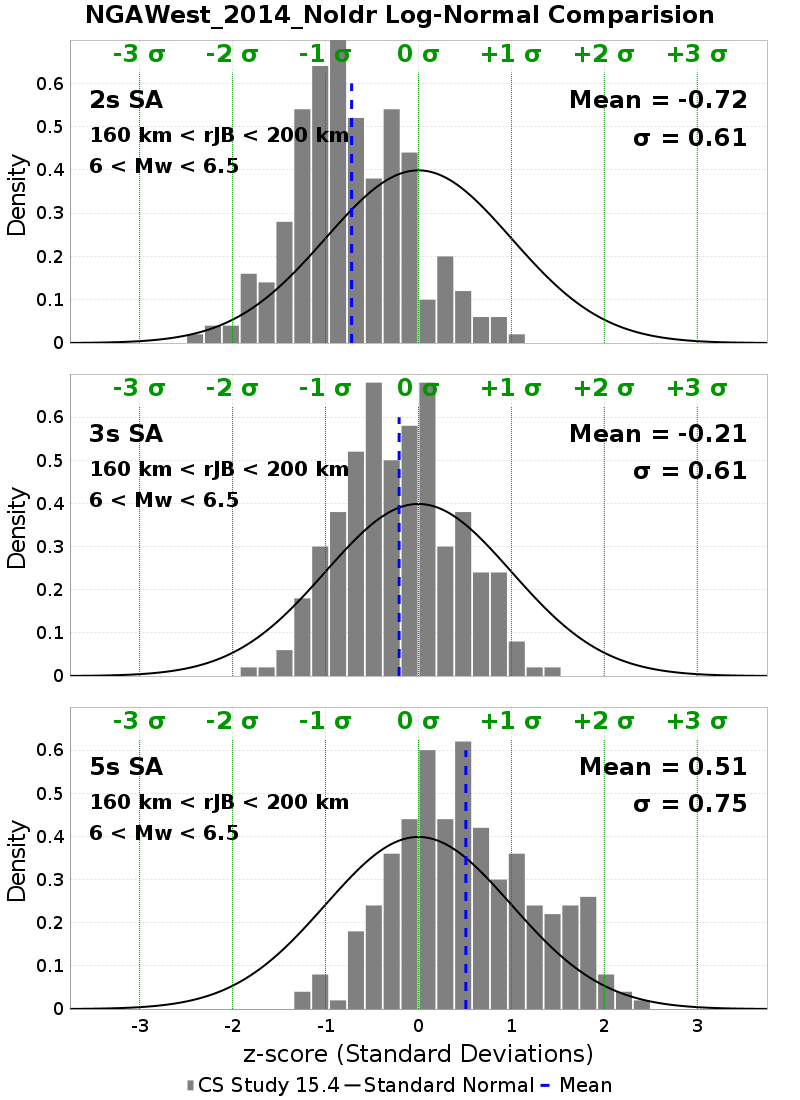 NGAWest_2014_NoIdr Log-Normal Comparision
-3 σ -2 σ -1 σ 0 σ +1 σ +2 σ +3 σ
2s SA Mean = -0.72
160 km < rJB < 200 km σ = 0.61
6 < Mw < 6.5
Density
0.6
0.5
0.4
0.3
0.2
0.1
0
-3 σ -2 σ -1 σ 0 σ +1 σ +2 σ +3 σ
3s SA Mean = -0.21
160 km < rJB < 200 km σ = 0.61
6 < Mw < 6.5
Density
0.6
0.5
0.4
0.3
0.2
0.1
0
-3 σ -2 σ -1 σ 0 σ +1 σ +2 σ +3 σ
5s SA Mean = 0.51
160 km < rJB < 200 km σ = 0.75
6 < Mw < 6.5
Density
0.6
0.5
0.4
0.3
0.2
0.1
0
-3 -2 -1 0 1 2 3
z-score (Standard Deviations)
CS Study 15.4 Standard Normal Mean